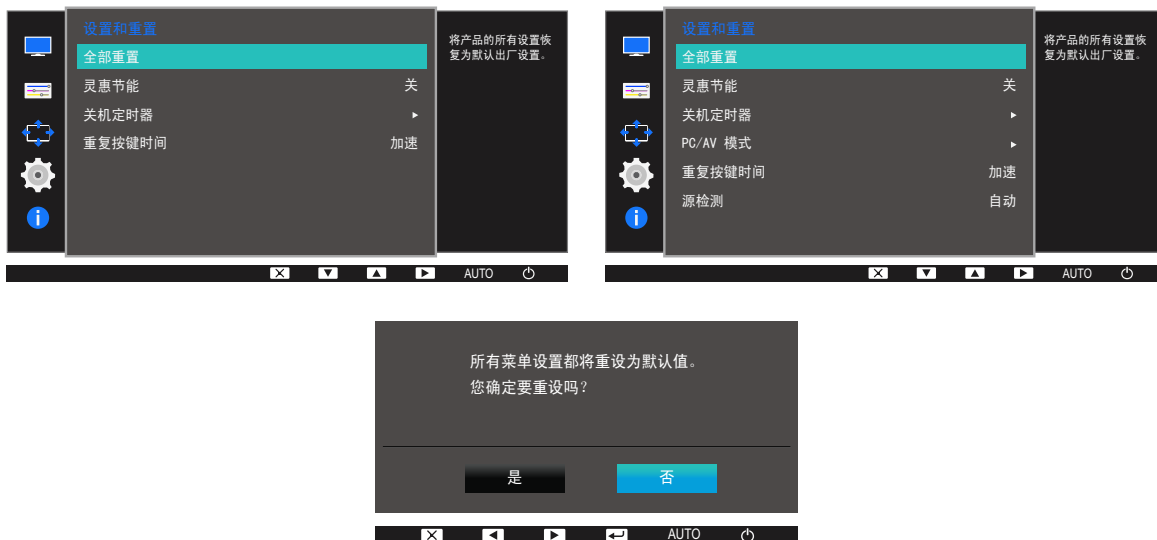 设置和重置
全部重置
灵惠节能 关
关机定时器
重复按键时间 加速
将产品的所有设置恢
复为默认出厂设置。
AUTO
设置和重置
全部重置
灵惠节能 关
关机定时器
PC/AV 模式
重复按键时间 加速
源检测 自动
将产品的所有设置恢
复为默认出厂设置。
AUTO
所有菜单设置都将重设为默认值。
您确定要重设吗?
是 否
AUTO